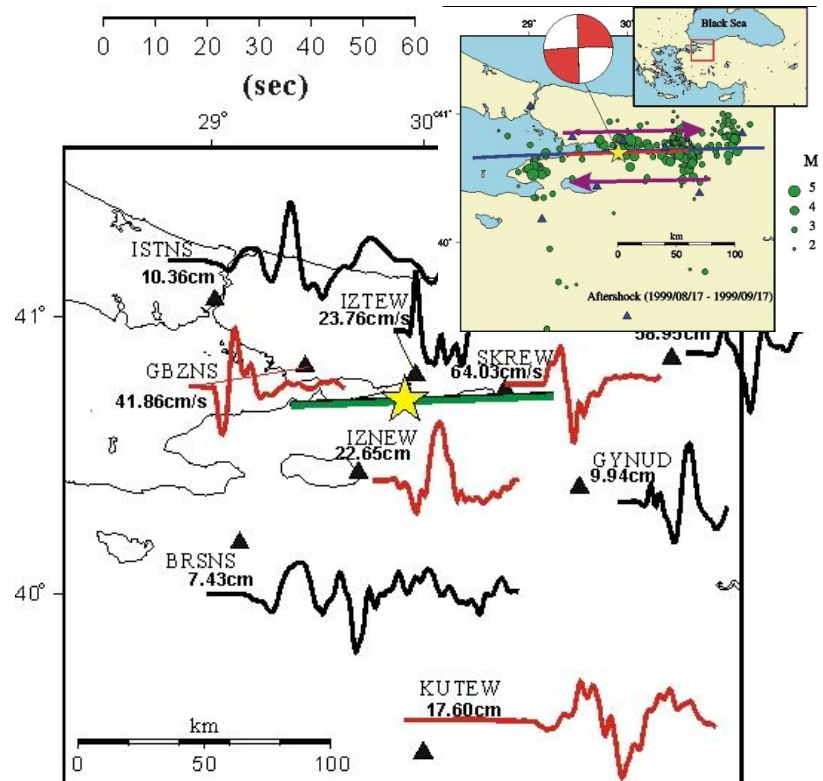 0 10 20 30 40 50 60
(sec)
29°
30°
Black Sea
29°
30°
41°
40°
km
0 50 100
Aftershock (1999/08/17 - 1999/09/17)
M
5
4
3
2
41°
40°
ISTNS
10.36cm
IZTEW
23.76cm/s
58.95cm
GBZNS
41.86cm/s
SKREW
64.03cm/s
IZNEW
22.65cm
GYNUD
9.94cm
BRSNS
7.43cm
KUTEW
17.60cm
km
0 50 100